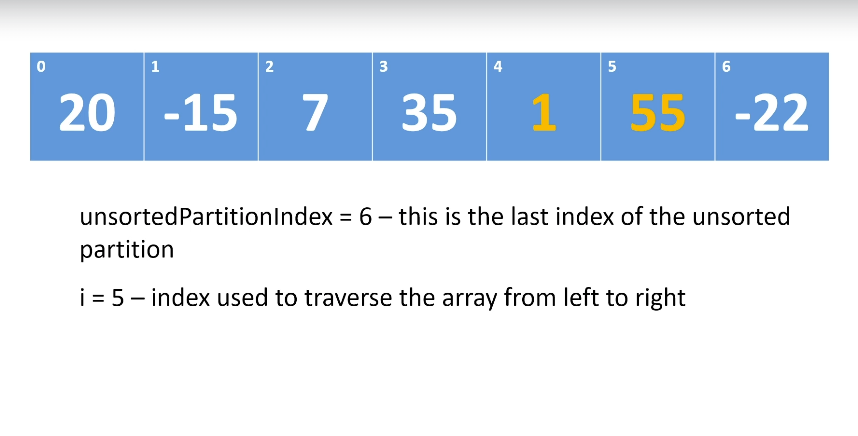 0 1 2 3 4 5 6
20 -15 7 35 1 55 -22
unsortedPartitionIndex = 6 – this is the last index of the unsorted
partition
i = 5 – index used to traverse the array from left to right